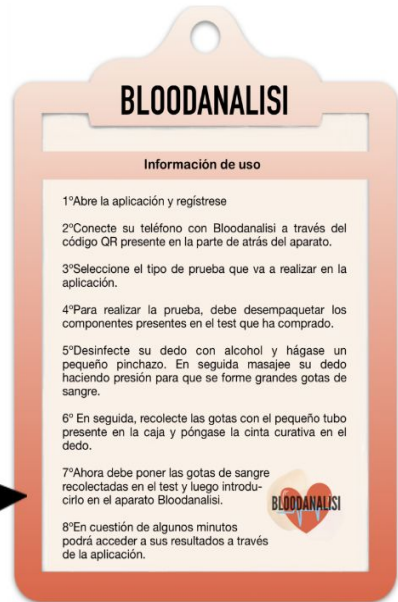 BLOODANALISI
Información de uso
1ºAbre la aplicación y regístrese
2ºConecte su teléfono con Bloodanalisi a través del
código QR presente en la parte de atrás del aparato.
3ºSeleccione el tipo de prueba que va a realizar en la
aplicación.
4ºPara realizar la prueba, debe desempaquetar los
componentes presentes en el test que ha comprado.
5ºDesinfecte su dedo con alcohol y hágase un
pequeño pinchazo. En seguida masajee su dedo
haciendo presión para que se forme grandes gotas de
sangre.
6º En seguida, recolecte las gotas con el pequeño tubo
presente en la caja y póngase la cinta curativa en el
dedo.
7ºAhora debe poner las gotas de sangre
recolectadas en el test y luego introdu-
cirlo en el aparato Bloodanalisi.
BLOODANALISI
8ºEn cuestión de algunos minutos
podrá acceder a sus resultados a través
de la aplicación.